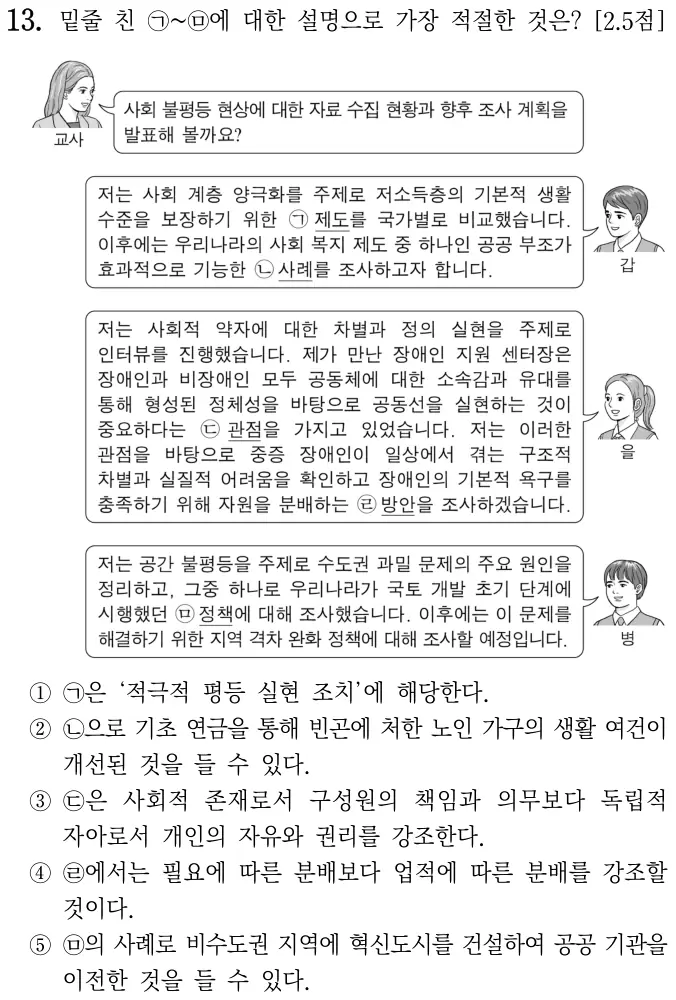 13. 밑줄 친 ㉠~㉤에 대한 설명으로 가장 적절한 것은? [2.5점]
사회 불평등 현상에 대한 자료 수집 현황과 향후 조사 계획을
발표해 볼까요?
교사
저는 사회 계층 양극화를 주제로 저소득층의 기본적 생활
수준을 보장하기 위한 ㉠ 제도를 국가별로 비교했습니다.
이후에는 우리나라의 사회 복지 제도 중 하나인 공공 부조가
효과적으로 기능한 ㉡ 사례를 조사하고자 합니다.
갑
저는 사회적 약자에 대한 차별과 정의 실현을 주제로
인터뷰를 진행했습니다. 제가 만난 장애인 지원 센터장은
장애인과 비장애인 모두 공동체에 대한 소속감과 유대를
통해 형성된 정체성을 바탕으로 공동선을 실현하는 것이
중요하다는 ㉢ 관점을 가지고 있었습니다. 저는 이러한
관점을 바탕으로 중증 장애인이 일상에서 겪는 구조적
차별과 실질적 어려움을 확인하고 장애인의 기본적 욕구를
충족하기 위해 자원을 분배하는 ㉣ 방안을 조사하겠습니다.
을
저는 공간 불평등을 주제로 수도권 과밀 문제의 주요 원인을
정리하고, 그중 하나로 우리나라가 국토 개발 초기 단계에
시행했던 ㉤ 정책에 대해 조사했습니다. 이후에는 이 문제를
해결하기 위한 지역 격차 완화 정책에 대해 조사할 예정입니다.
병
① ㉠은 ‘적극적 평등 실현 조치’에 해당한다.
② ㉡으로 기초 연금을 통해 빈곤에 처한 노인 가구의 생활 여건이
개선된 것을 들 수 있다.
③ ㉢은 사회적 존재로서 구성원의 책임과 의무보다 독립적
자아로서 개인의 자유와 권리를 강조한다.
④ ㉣에서는 필요에 따른 분배보다 업적에 따른 분배를 강조할
것이다.
⑤ ㉤의 사례로 비수도권 지역에 혁신도시를 건설하여 공공 기관을
이전한 것을 들 수 있다.